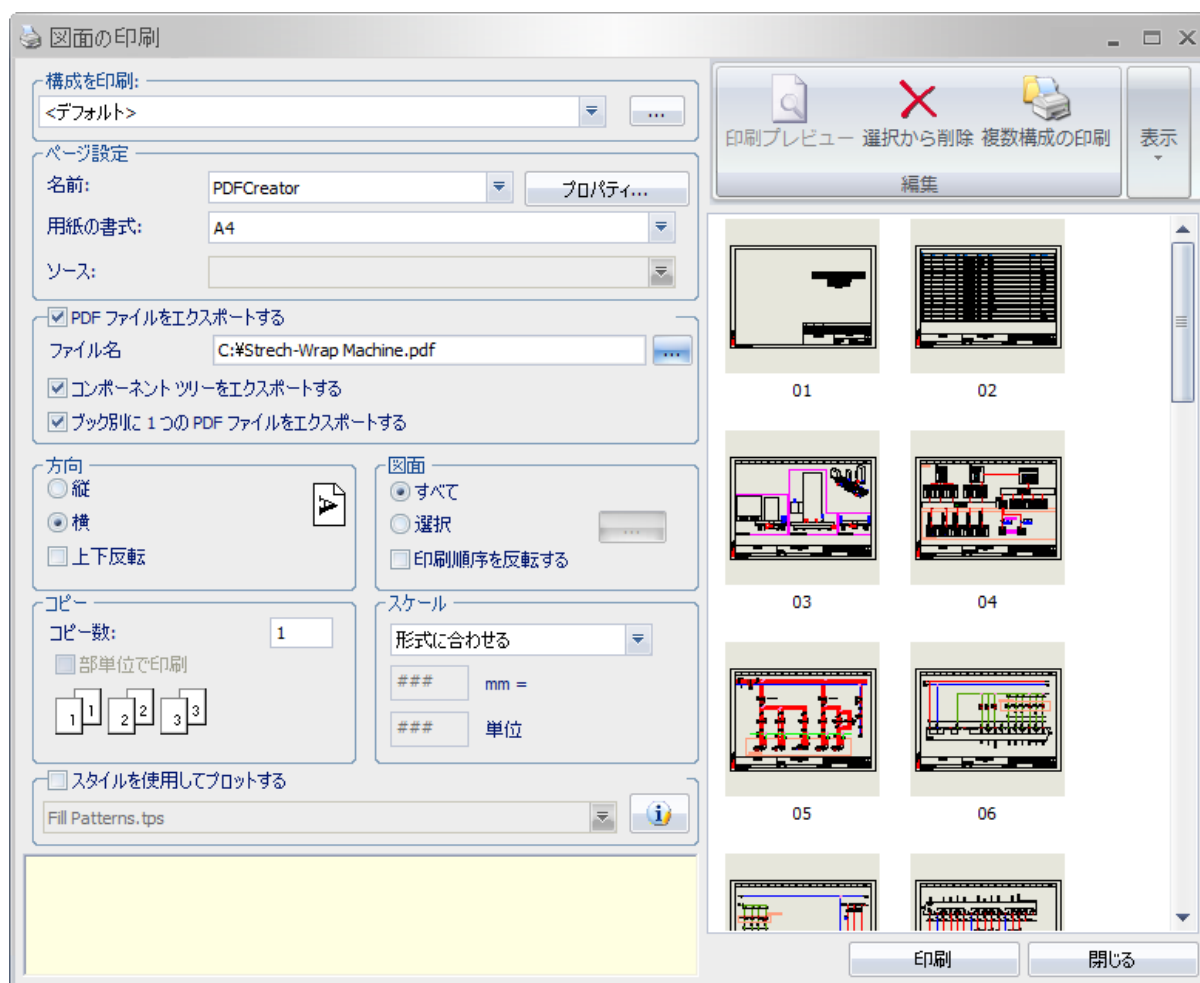 図面の印刷
構成を印刷:
<デフォルト>
...
ページ設定
名前:
PDFCreator
プロパティ...
用紙の書式:
A4
ソース:
PDF ファイルをエクスポートする
ファイル名
C:¥Strech-Wrap Machine.pdf
...
コンポーネント ツリーをエクスポートする
ブック別に 1 つの PDF ファイルをエクスポートする
方向
縦
横
上下反転
A
図面
すべて
選択
...
印刷順序を反転する
コピー
コピー数:
1
部単位で印刷
1 1 2 2 3 3
スケール
形式に合わせる
### mm =
### 単位
スタイルを使用してプロットする
Fill Patterns.tps
印刷プレビュー 選択から削除 複数構成の印刷
編集
表示
01 02
03 04
05 06
印刷 閉じる